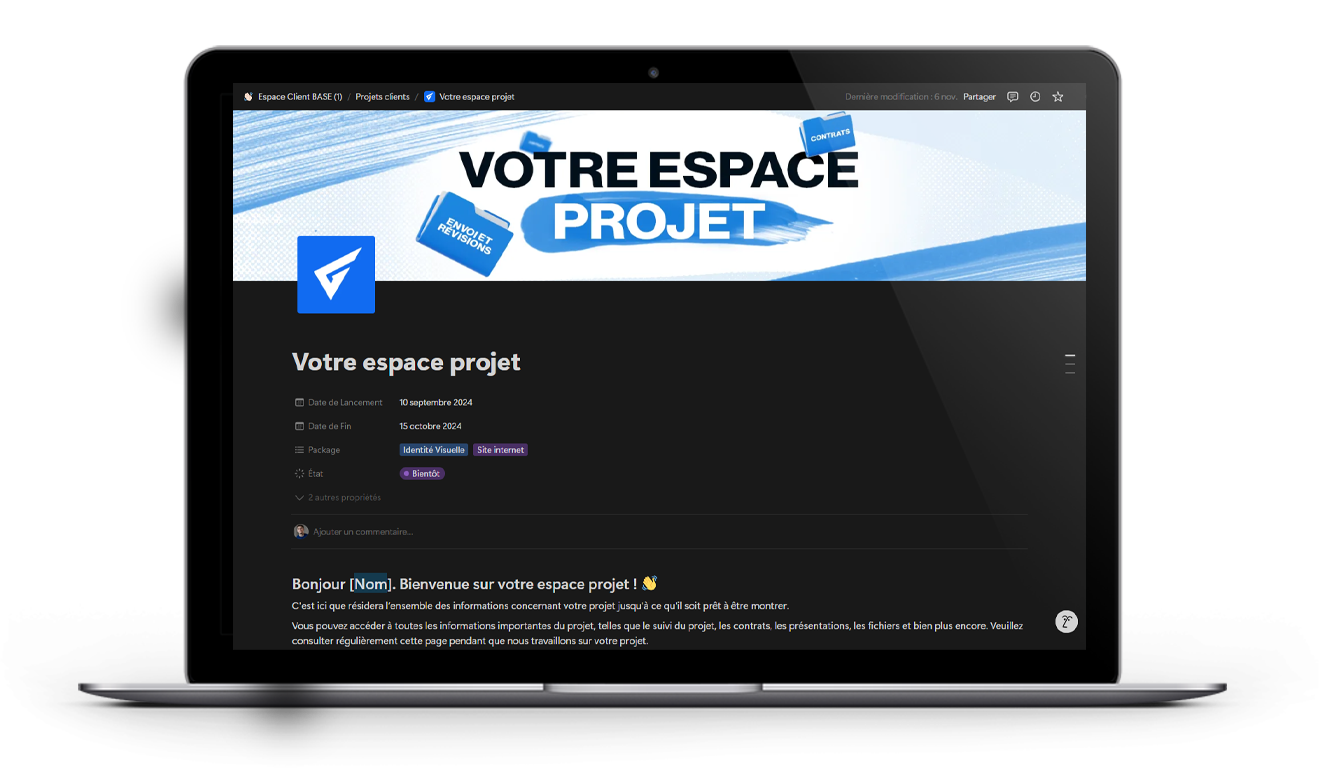 Espace Client BASE (1) / Projets clients / Votre espace projet
Dernière modification : 6 nov. Partager
CONTRATS
VOTRE ESPACE
PROJET
ENVOI ET
RÉVISIONS
Votre espace projet
Date de Lancement 10 septembre 2024
Date de Fin 15 octobre 2024
Package Identité Visuelle Site internet
État Bientôt
2 autres propriétés
Ajouter un commentaire...
Bonjour [Nom]. Bienvenue sur votre espace projet ! 👋
C'est ici que résidera l'ensemble des informations concernant votre projet jusqu'à ce qu'il soit prêt à être montrer.
Vous pouvez accéder à toutes les informations importantes du projet, telles que le suivi du projet, les contrats, les présentations, les fichiers et bien plus encore. Veuillez
consulter régulièrement cette page pendant que nous travaillons sur votre projet.